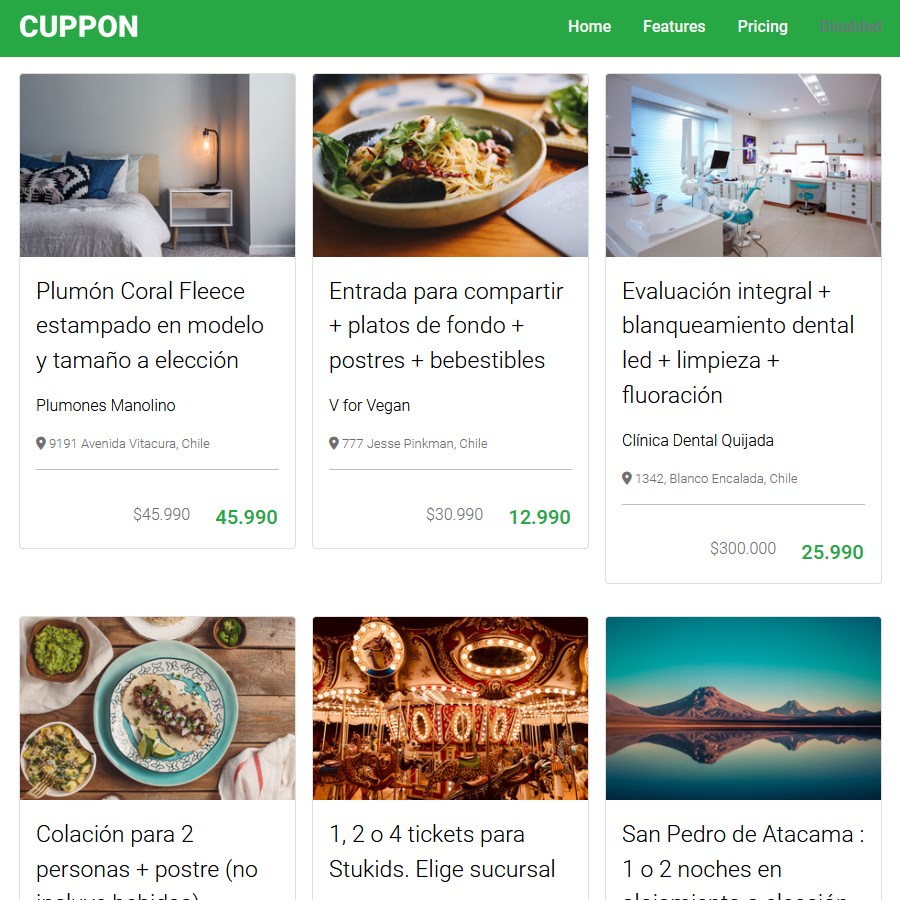 CUPPON
Home Features Pricing Disabled
Plumón Coral Fleece
estampado en modelo
y tamaño a elección
Plumones Manolino
9191 Avenida Vitacura, Chile
$45.990 45.990
Entrada para compartir
+ platos de fondo +
postres + bebestibles
V for Vegan
777 Jesse Pinkman, Chile
$30.990 12.990
Evaluación integral +
blanqueamiento dental
led + limpieza +
fluoración
Clínica Dental Quijada
1342, Blanco Encalada, Chile
$300.000 25.990
Colación para 2
personas + postre (no
incluye bebidas)
1, 2 o 4 tickets para
Stukids. Elige sucursal
San Pedro de Atacama :
1 o 2 noches en
alojamiento a elección